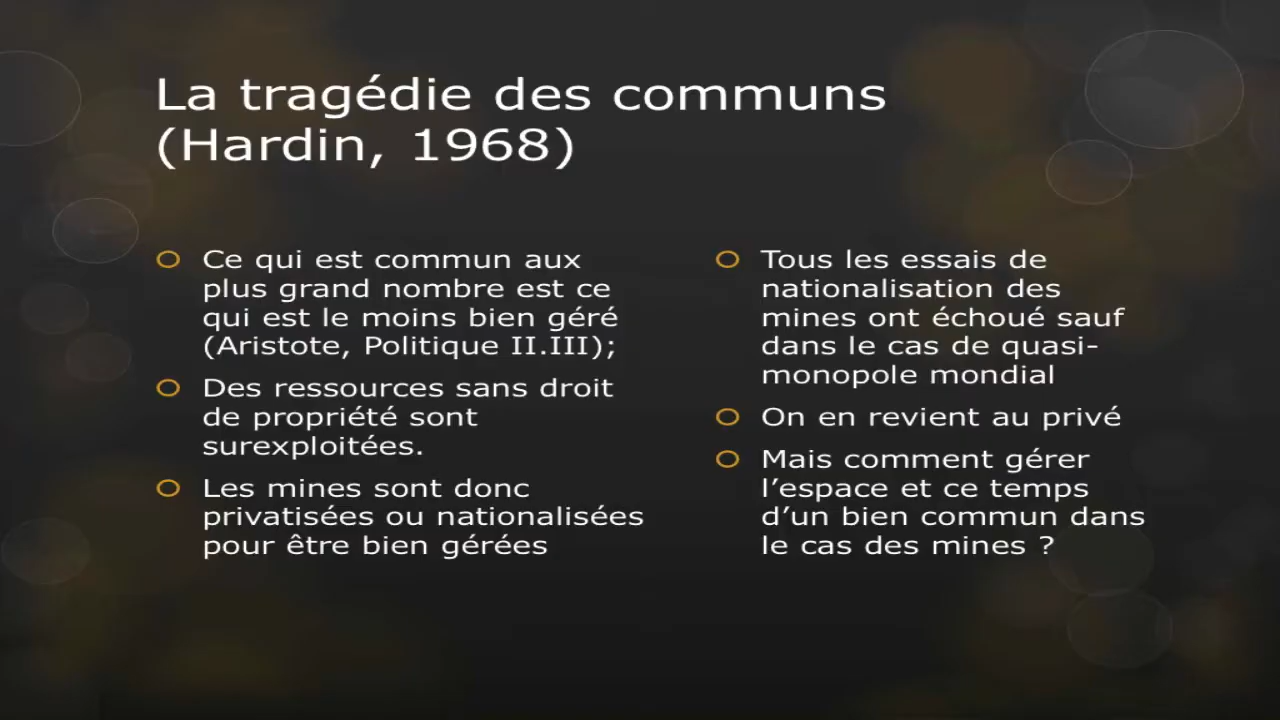 La tragédie des communs
(Hardin, 1968)
Ce qui est commun aux
plus grand nombre est ce
qui est le moins bien géré
(Aristote, Politique II.III);
Des ressources sans droit
de propriété sont
surexploitées.
Les mines sont donc
privatisées ou nationalisées
pour être bien gérées
Tous les essais de
nationalisation des
mines ont échoué sauf
dans le cas de quasi-
monopole mondial
On en revient au privé
Mais comment gérer
l’espace et ce temps
d’un bien commun dans
le cas des mines ?